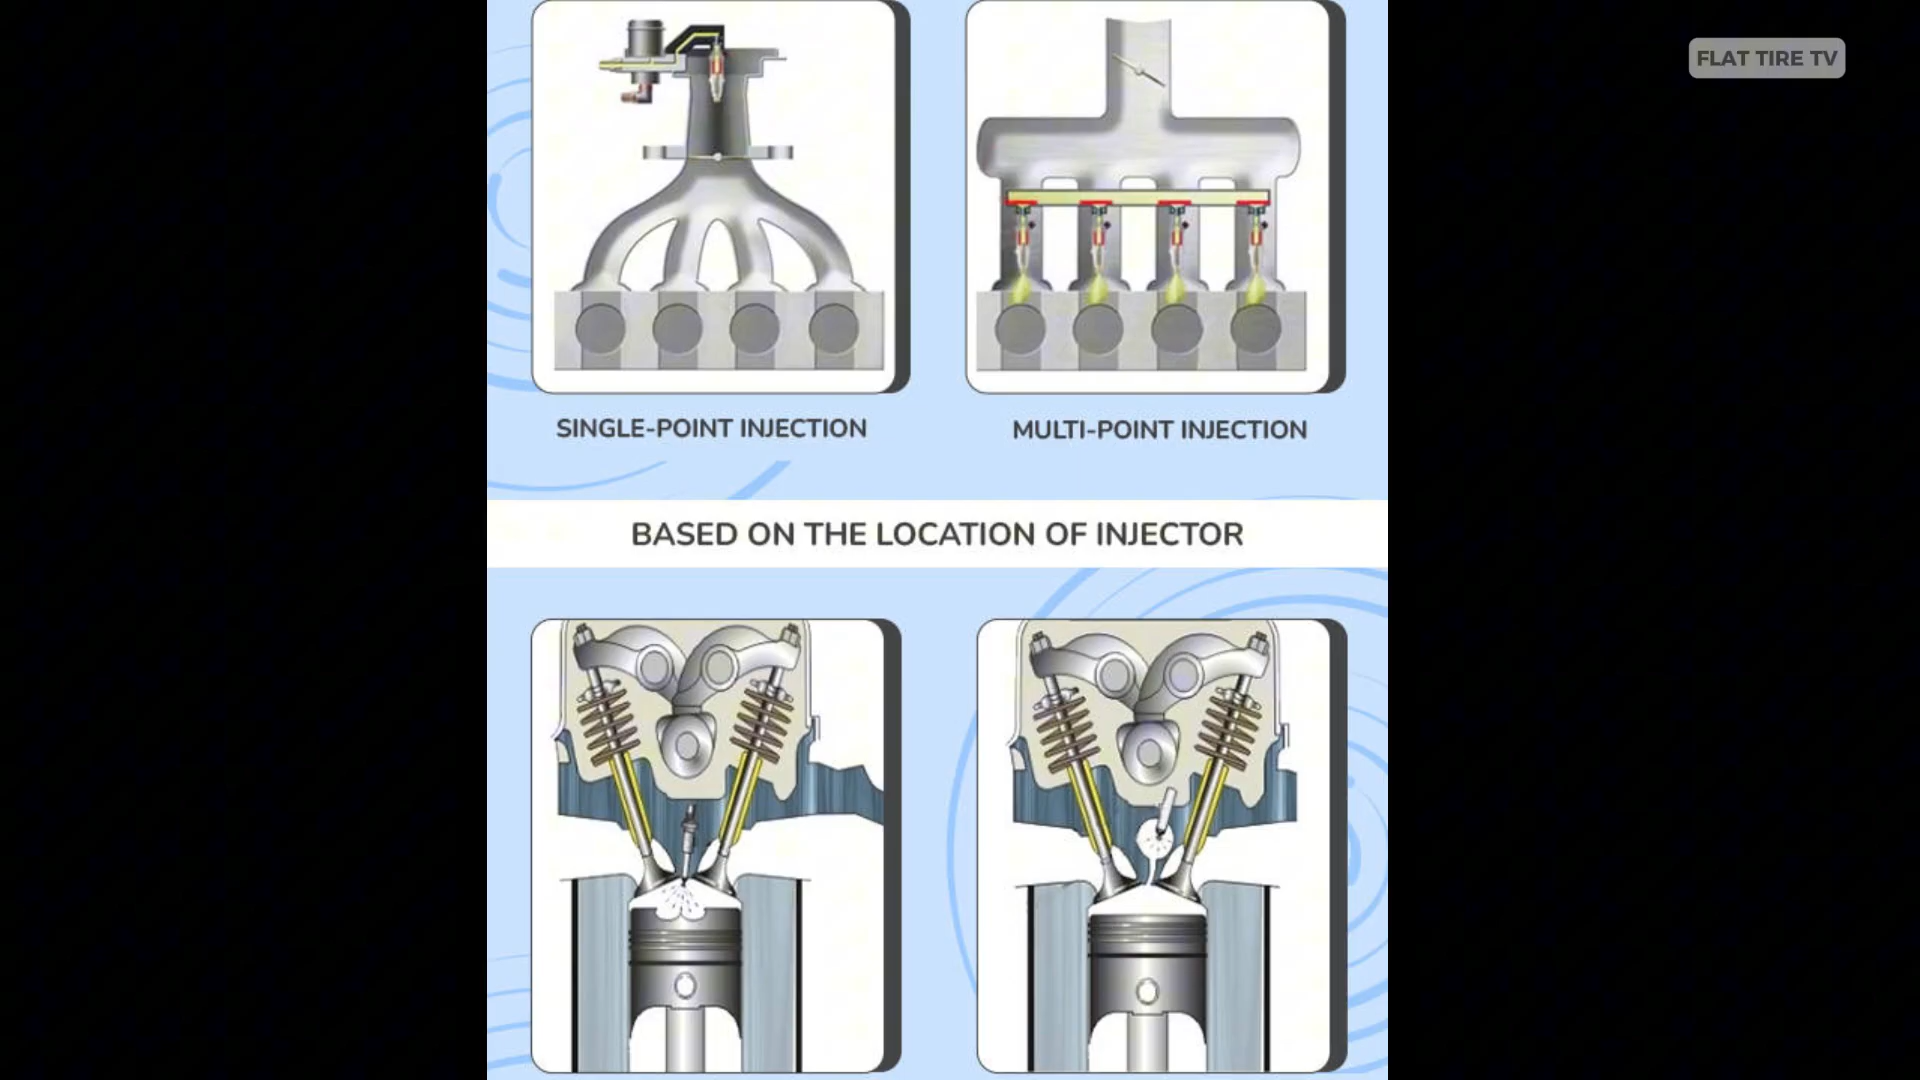 FLAT TIRE TV
SINGLE-POINT INJECTION
MULTI-POINT INJECTION
BASED ON THE LOCATION OF INJECTOR